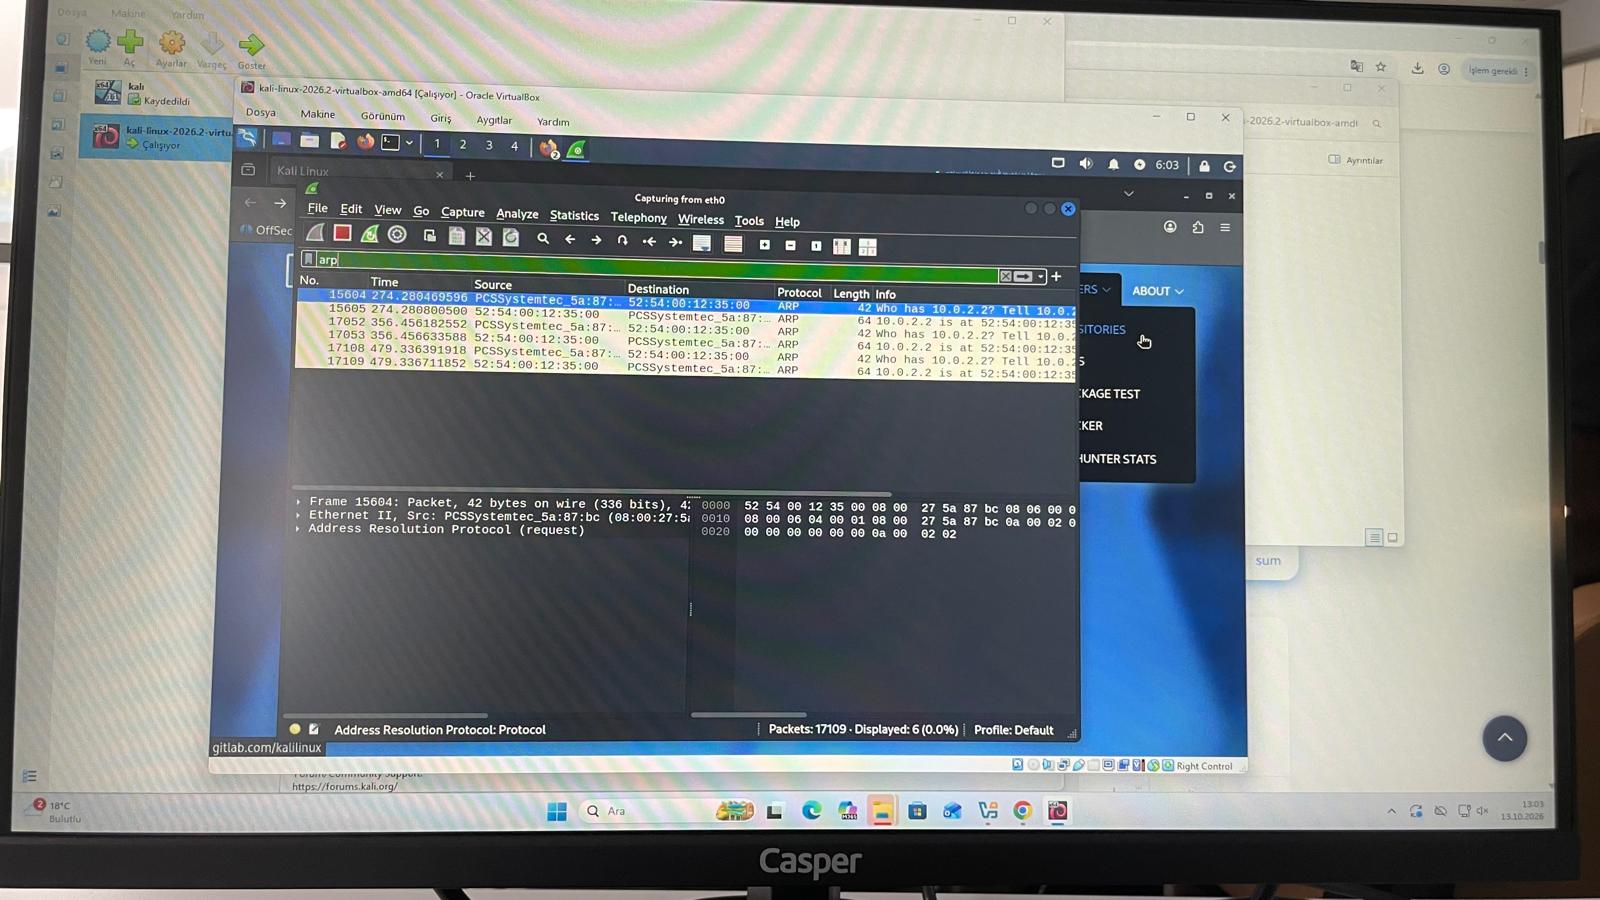 Dosya Makine Yardım
Yeni Aç Ayarlar Vazgeç Göster
kali
Kaydedildi
kali-linux-2026.2-virtu
Çalışıyor
kali-linux-2026.2-virtualbox-amd64 [Çalışıyor] - Oracle VirtualBox
Dosya Makine Görünüm Giriş Aygıtlar Yardım
1 2 3 4
6:03
Kali Linux
OffSec
Capturing from eth0
File Edit View Go Capture Analyze Statistics Telephony Wireless Tools Help
arp
No. Time Source Destination Protocol Length Info
15604 274.280469596 PCSSystemtec_5a:87:… 52:54:00:12:35:00 ARP 42 Who has 10.0.2.2? Tell 10.0.2
15605 274.280800500 52:54:00:12:35:00 PCSSystemtec_5a:87:… ARP 64 10.0.2.2 is at 52:54:00:12:35
17052 356.456182552 PCSSystemtec_5a:87:… 52:54:00:12:35:00 ARP 42 Who has 10.0.2.2? Tell 10.0.2
17053 356.456633588 52:54:00:12:35:00 PCSSystemtec_5a:87:… ARP 64 10.0.2.2 is at 52:54:00:12:35
17108 479.336391918 PCSSystemtec_5a:87:… 52:54:00:12:35:00 ARP 42 Who has 10.0.2.2? Tell 10.0.2
17109 479.336711852 52:54:00:12:35:00 PCSSystemtec_5a:87:… ARP 64 10.0.2.2 is at 52:54:00:12:35
Frame 15604: Packet, 42 bytes on wire (336 bits), 42
Ethernet II, Src: PCSSystemtec_5a:87:bc (08:00:27:5a
Address Resolution Protocol (request)
0000 52 54 00 12 35 00 08 00 27 5a 87 bc 08 06 00 0
0010 08 00 06 04 00 01 08 00 27 5a 87 bc 0a 00 02 0
0020 00 00 00 00 00 00 0a 00 02 02
Address Resolution Protocol: Protocol
Packets: 17109 · Displayed: 6 (0.0%)
Profile: Default
ERS
ABOUT
SITORIES
S
KAGE TEST
KER
HUNTER STATS
gitlab.com/kalilinux
Right Control
https://forums.kali.org/
İşlem gerekli
-2026.2-virtualbox-amd
Ayrıntılar
sum
2
18°C
Bulutlu
Ara
13:03
13.10.2026
Casper